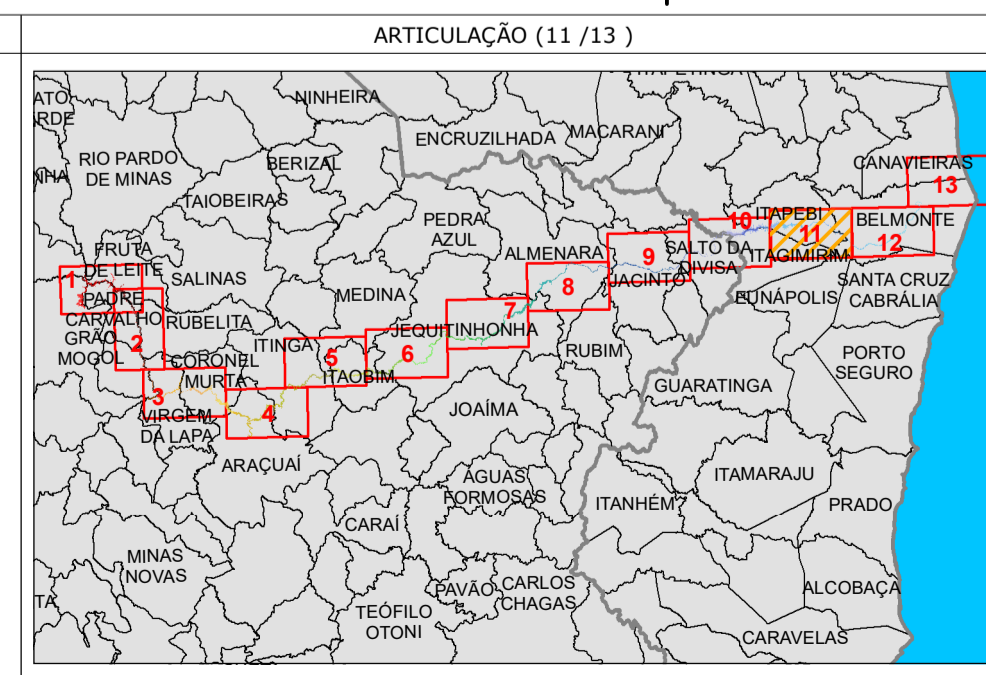 ARTICULAÇÃO (11 /13 )
ATO
RDE
NINHEIRA
ENCRUZILHADA
MACARANI
RIO PARDO
DE MINAS
NHA
BERIZAL
CANAVIEIRAS
13
TAIOBEIRAS
PEDRA
AZUL
10
ITAPEBI
11
BELMONTE
12
FRUTA
DE LEITE
ALMENARA
9
SALTO DA
DIVISA
ITAGIMIRIM
1
SALINAS
8
JACINTO
SANTA CRUZ
CABRÁLIA
PADRE
CARVALHO
MEDINA
7
EUNÁPOLIS
GRÃO
MOGOL
2
RUBELITA
JEQUITINHONHA
ITINGA
5
6
RUBIM
PORTO
SEGURO
CORONEL
MURTA
ITAOBIM
GUARATINGA
3
4
JOAÍMA
VIRGEM
DA LAPA
ARAÇUAÍ
ÁGUAS
FORMOSAS
ITAMARAJU
ITANHÉM
PRADO
CARAÍ
MINAS
NOVAS
TA
PAVÃO
CARLOS
CHAGAS
ALCOBAÇA
TEÓFILO
OTONI
CARAVELAS